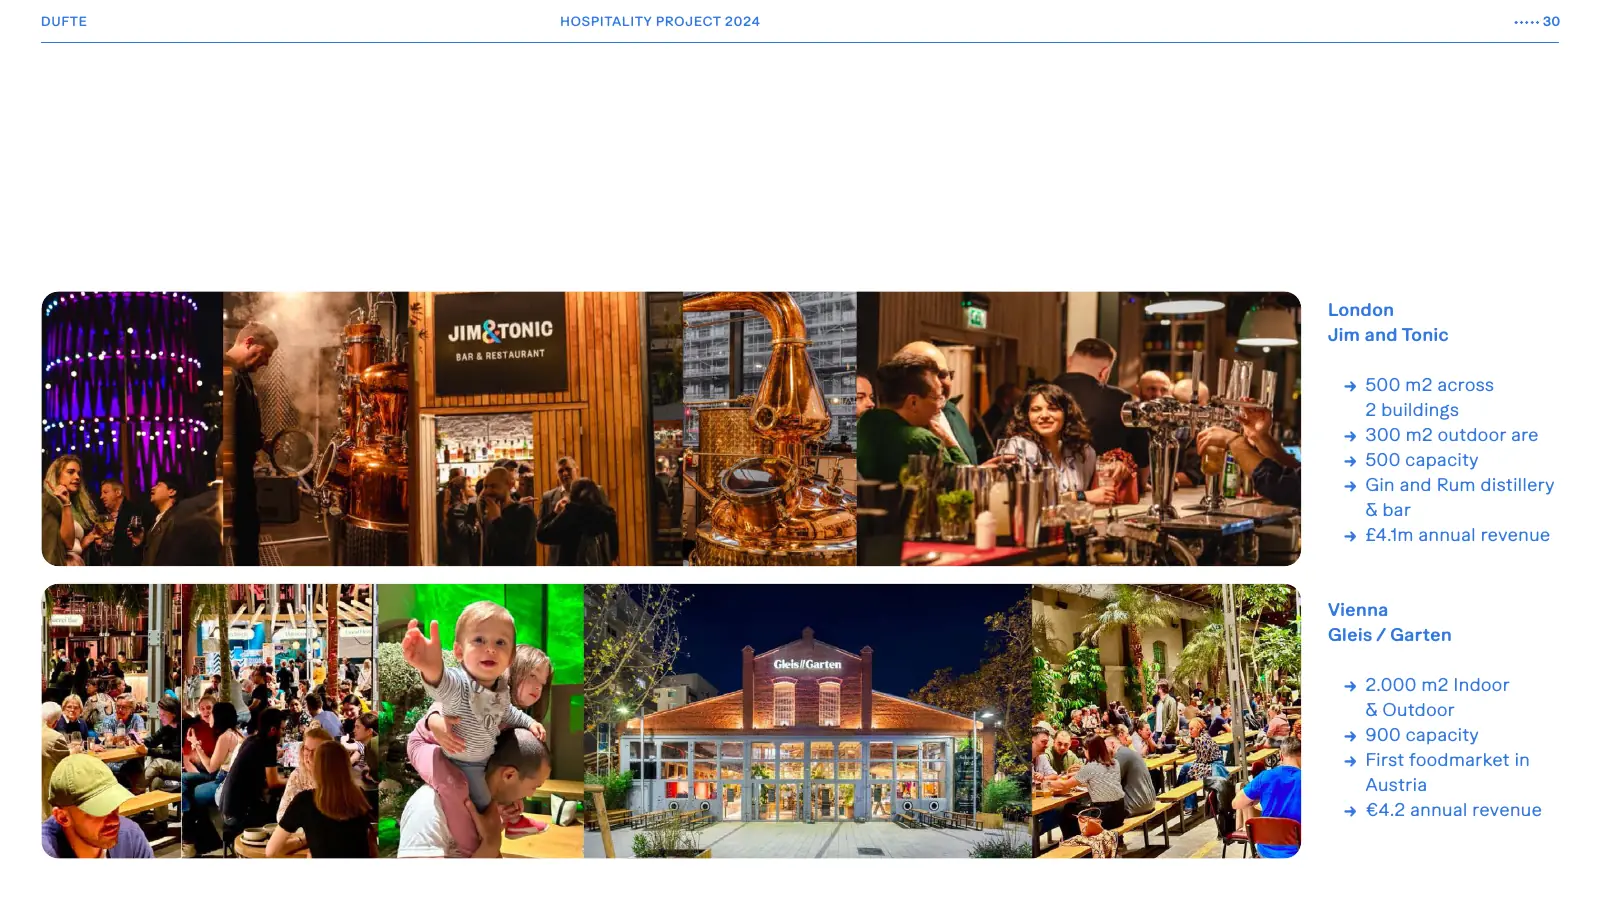 DUFTE
HOSPITALITY PROJECT 2024
····· 30
JIM&TONIC
BAR & RESTAURANT
London
Jim and Tonic
→ 500 m2 across
2 buildings
→ 300 m2 outdoor are
→ 500 capacity
→ Gin and Rum distillery
& bar
→ £4.1m annual revenue
Gleis//Garten
Vienna
Gleis / Garten
→ 2.000 m2 Indoor
& Outdoor
→ 900 capacity
→ First foodmarket in
Austria
→ €4.2 annual revenue